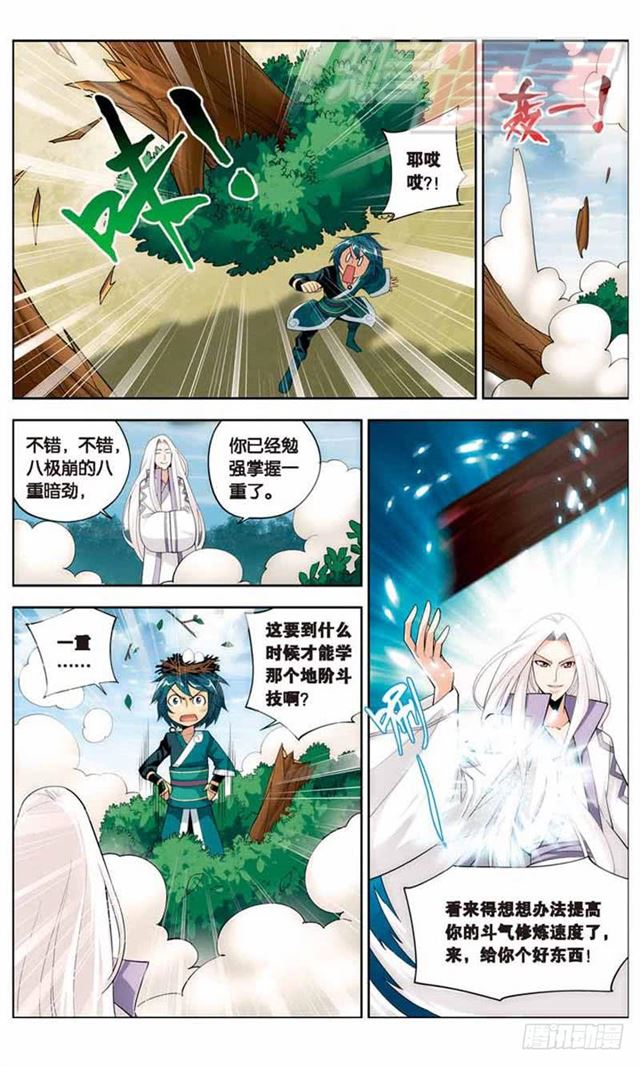 咔！
耶哎
哎？！
轰—！
不错，不错，
八极崩的八
重暗劲，
你已经勉
强掌握一
重了。
一重
……
这要到什么
时候才能学
那个地阶斗
技啊？
唰
看来得想想办法提高
你的斗气修炼速度了，
来，给你个好东西！
腾讯动漫